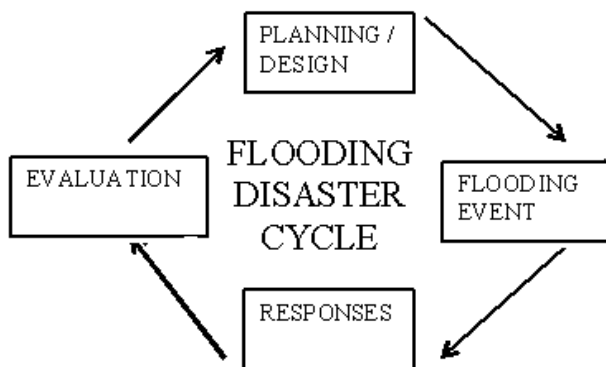 PLANNING /
DESIGN
FLOODING
DISASTER
CYCLE
EVALUATION
FLOODING
EVENT
RESPONSES